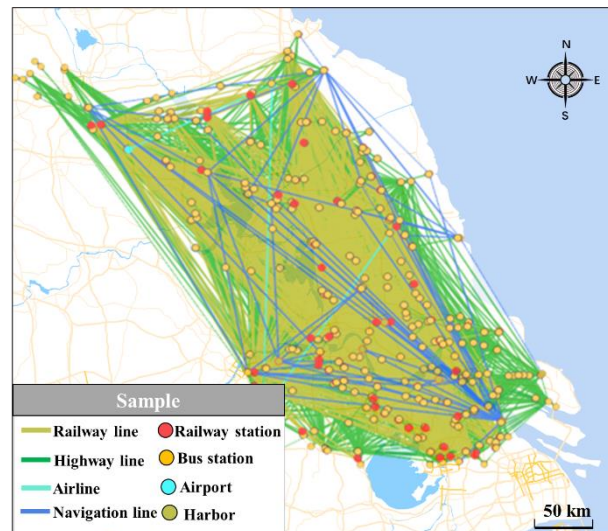 N
W E
S
Sample
Railway line Railway station
Highway line Bus station
Airline Airport
Navigation line Harbor
50 km